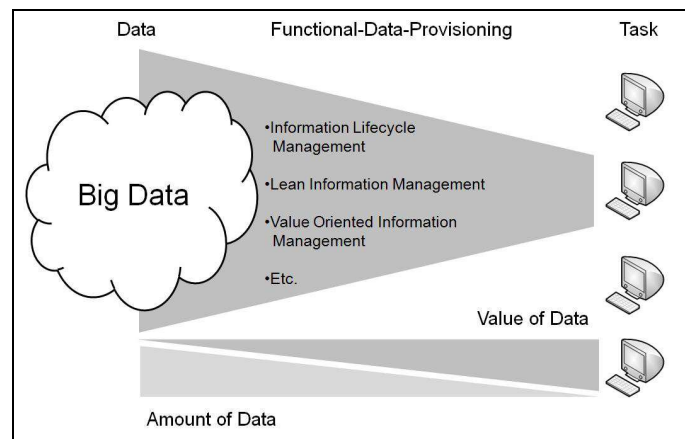 Data Functional-Data-Provisioning Task
Big Data
•Information Lifecycle
Management
•Lean Information Management
•Value Oriented Information
Management
•Etc.
Value of Data
Amount of Data